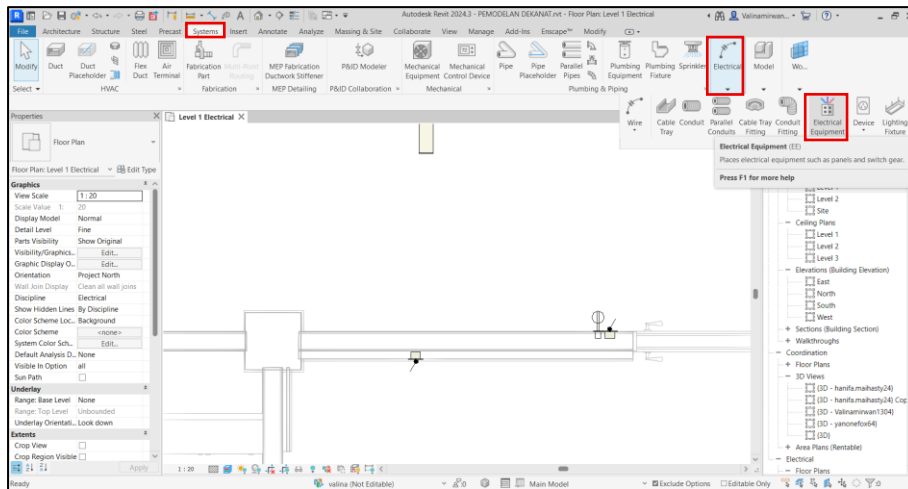 Autodesk Revit 2024.3 - PEMODELAN DEKANAT.rvt - Floor Plan: Level 1 Electrical
Valinamirwan...
File Architecture Structure Steel Precast Systems Insert Annotate Analyze Massing & Site Collaborate View Manage Add-Ins Enscape™ Modify
Modify Duct Duct Placeholder Flex Duct Air Terminal Fabrication Part Multi-Point Routing MEP Fabrication Ductwork Stiffener P&ID Modeler Mechanical Equipment Mechanical Control Device Pipe Pipe Placeholder Parallel Pipes Plumbing Equipment Plumbing Fixture Sprinkler Electrical Model Wo...
Select HVAC Fabrication MEP Detailing P&ID Collaboration Mechanical Plumbing & Piping
Wire Cable Tray Conduit Parallel Conduits Cable Tray Fitting Conduit Fitting Electrical Equipment Device Lighting Fixture
Electrical Equipment (EE)
Places electrical equipment such as panels and switch gear.
Press F1 for more help
Properties
Level 1 Electrical
Floor Plan
Floor Plan: Level 1 Electrical Edit Type
Graphics
View Scale 1 : 20
Scale Value 1: 20
Display Model Normal
Detail Level Fine
Parts Visibility Show Original
Visibility/Graphics... Edit...
Graphic Display O... Edit...
Orientation Project North
Wall Join Display Clean all wall joins
Discipline Electrical
Show Hidden Lines By Discipline
Color Scheme Loc... Background
Color Scheme <none>
System Color Sch... Edit...
Default Analysis D... None
Visible In Option all
Sun Path
Underlay
Range: Base Level None
Range: Top Level Unbounded
Underlay Orientati... Look down
Extents
Crop View
Crop Region Visible
Apply
Level 2
Site
Ceiling Plans
Level 1
Level 2
Level 3
Elevations (Building Elevation)
East
North
South
West
Sections (Building Section)
Walkthroughs
Coordination
Floor Plans
3D Views
{3D - hanifa.maihasty24}
{3D - hanifa.maihasty24} Cop
{3D - Valinamirwan1304}
{3D - yanonefox64}
{3D}
Area Plans (Rentable)
Electrical
Floor Plans
1 : 20
Ready
valina (Not Editable)
:0
Main Model
Exclude Options
Editable Only
:0